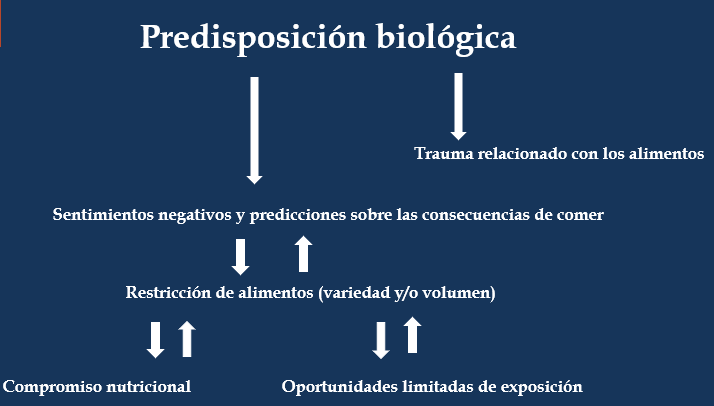 Predisposición biológica
Trauma relacionado con los alimentos
Sentimientos negativos y predicciones sobre las consecuencias de comer
Restricción de alimentos (variedad y/o volumen)
Compromiso nutricional
Oportunidades limitadas de exposición